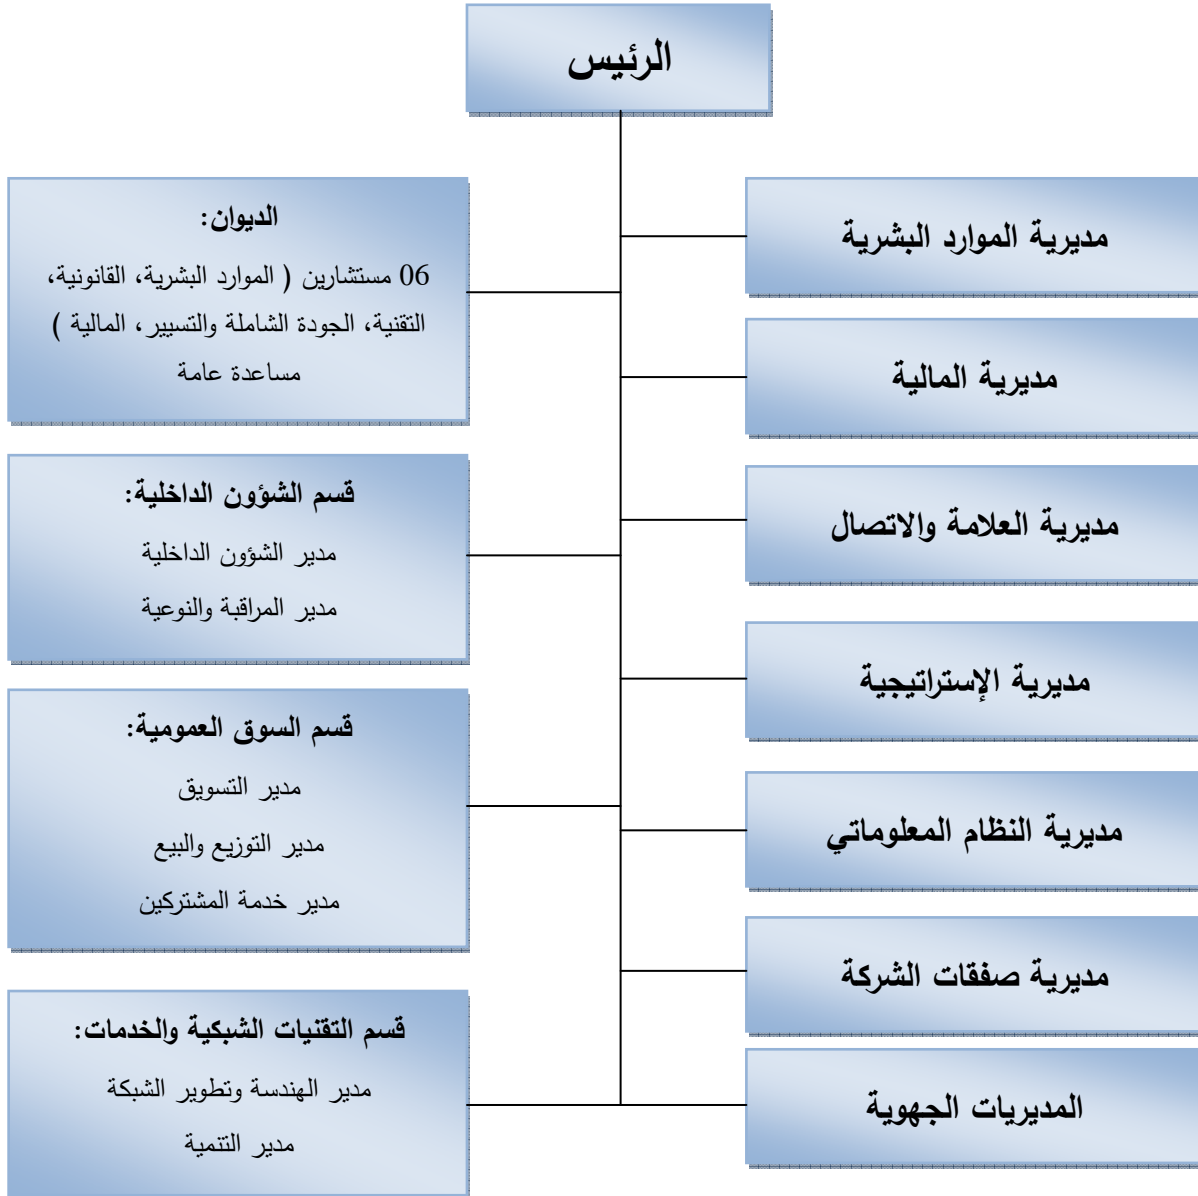 الرئيس
مديرية الموارد البشرية
مديرية المالية
مديرية العلامة والاتصال
مديرية الإستراتيجية
مديرية النظام المعلوماتي
مديرية صفقات الشركة
المديريات الجهوية
الديوان:
06 مستشارين ( الموارد البشرية، القانونية،
التقنية، الجودة الشاملة والتسيير، المالية )
مساعدة عامة
قسم الشؤون الداخلية:
مدير الشؤون الداخلية
مدير المراقبة والنوعية
قسم السوق العمومية:
مدير التسويق
مدير التوزيع والبيع
مدير خدمة المشتركين
قسم التقنيات الشبكية والخدمات:
مدير الهندسة وتطوير الشبكة
مدير التنمية